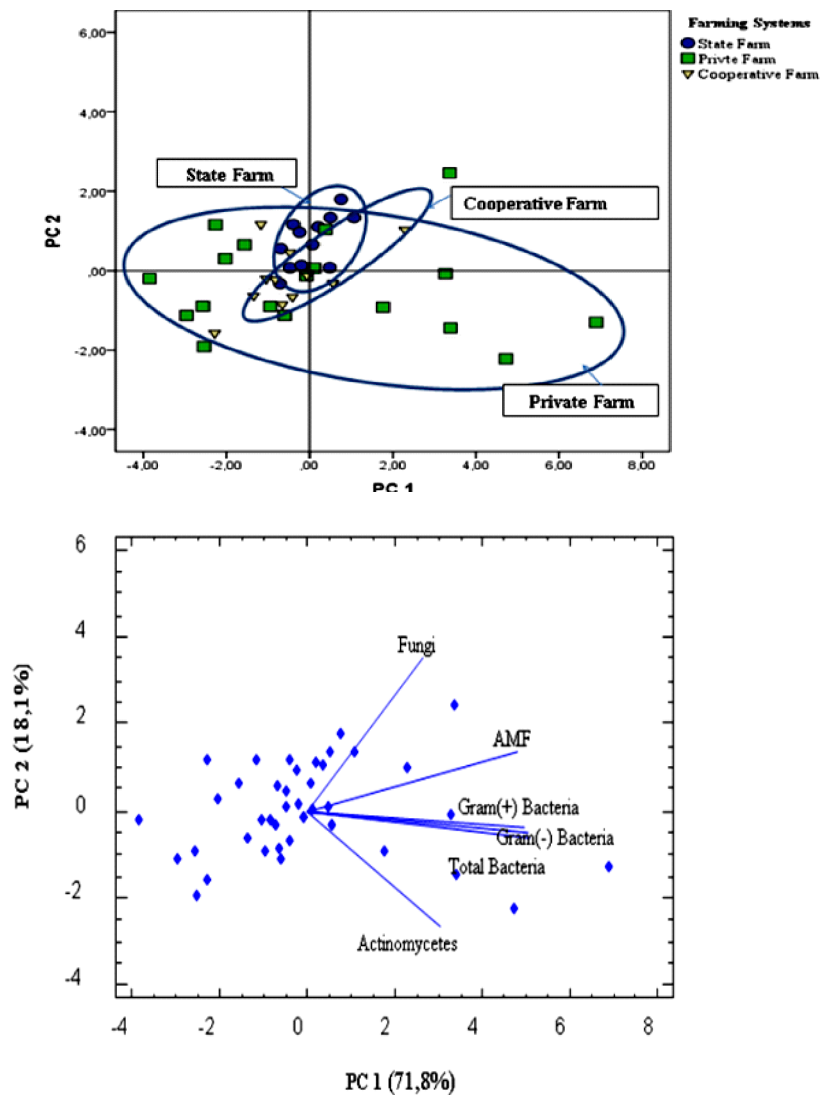 Farming Systems
State Farm
Privte Farm
Cooperative Farm
6,00
4,00
2,00
,00
-2,00
-4,00
PC 2
State Farm
Cooperative Farm
Private Farm
-4,00 -2,00 ,00 2,00 4,00 6,00 8,00
PC 1
6
4
2
0
-2
-4
PC 2 (18,1%)
Fungi
AMF
Gram(+) Bacteria
Gram(-) Bacteria
Total Bacteria
Actinomycetes
-4 -2 0 2 4 6 8
PC 1 (71,8%)